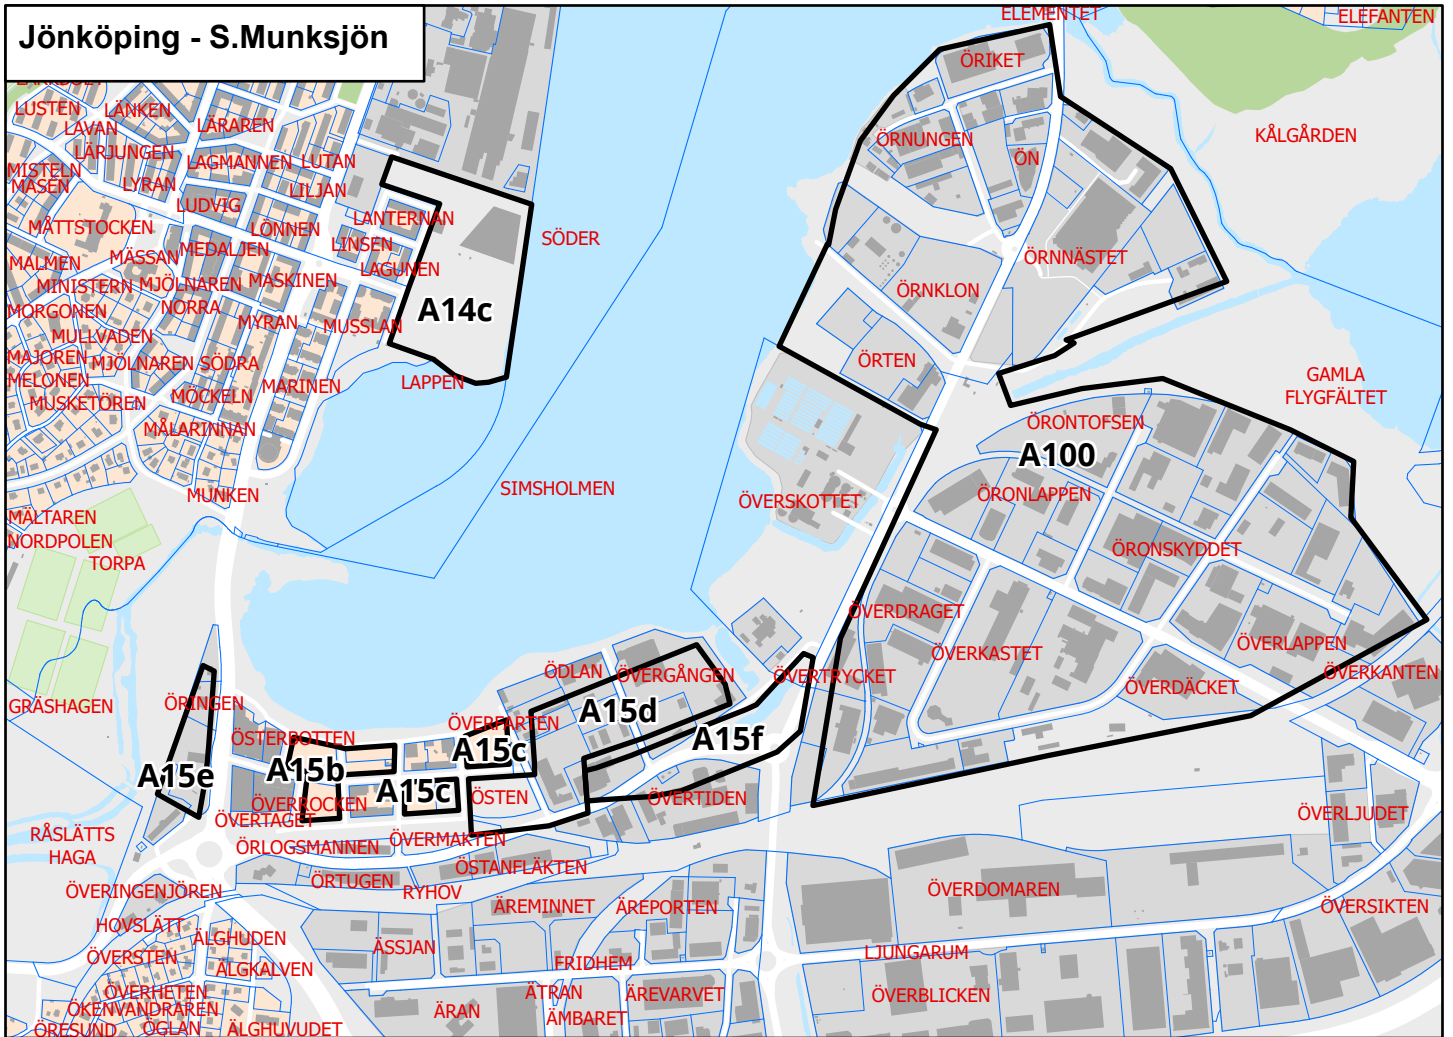 Jönköping - S.Munksjön
ELEMENTET
ELEFANTEN
ÖRIKET
LUSTEN
LÄNKEN
LAVAN
LÄRAREN
KÅLGÅRDEN
ÖRNUNGEN
LÄRJUNGEN
LAGMANNEN
LUTAN
ÖN
MISTELN
MÅSEN
LYRAN
LILJAN
LUDVIG
LANTERNAN
MÅTTSTOCKEN
LÖNNEN
SÖDER
LINSEN
MÄSSAN
MEDALJEN
ÖRNNÄSTET
MALMEN
LAGUNEN
MINISTERN
MJÖLNAREN
MASKINEN
ÖRNKLON
MORGONEN
NORRA
A14c
MYRAN
MUSSLAN
MULLVADEN
MAJOREN
MJÖLNAREN
SÖDRA
ÖRTEN
GAMLA
FLYGFÄLTET
MELONEN
LAPPEN
MARINEN
MUSKETÖREN
MÖCKELN
MÅLARINNAN
ÖRONTOFSEN
A100
MUNKEN
SIMSHOLMEN
ÖVERSKOTTET
ÖRONLAPPEN
MÄLTAREN
NORDPOLEN
TORPA
ÖRONSKYDDET
ÖVERDRAGET
ÖVERKASTET
ÖVERLAPPEN
ÖDLAN
ÖVERGÅNGEN
ÖVERTRYCKET
ÖVERKANTEN
ÖVERDÄCKET
GRÄSHAGEN
ÖRINGEN
A15d
ÖVERFARTEN
ÖSTERBOTTEN
A15c
A15f
A15e
A15b
A15c
ÖSTEN
ÖVERTIDEN
ÖVERROCKEN
ÖVERTAGET
ÖVERLJUDET
RÅSLÄTTS
HAGA
ÖRLOGSMANNEN
ÖVERMAKTEN
ÖSTANFLÄKTEN
ÖRTUGEN
RYHOV
ÖVERINGENJÖREN
ÖVERDOMAREN
ÄREMINNET
ÄREPORTEN
ÖVERSIKTEN
HOVSLÄTT
ÄLGHUDEN
ÄSSJAN
ÖVERSTEN
LJUNGARUM
FRIDHEM
ÄLGKALVEN
ÖVERHETEN
ÄTRAN
ÄREVARVET
ÖVERBLICKEN
ÖKENVANDRAREN
ÄRAN
ÄMBARET
ÖRESUND
ÖGLAN
ÄLGHUVUDET